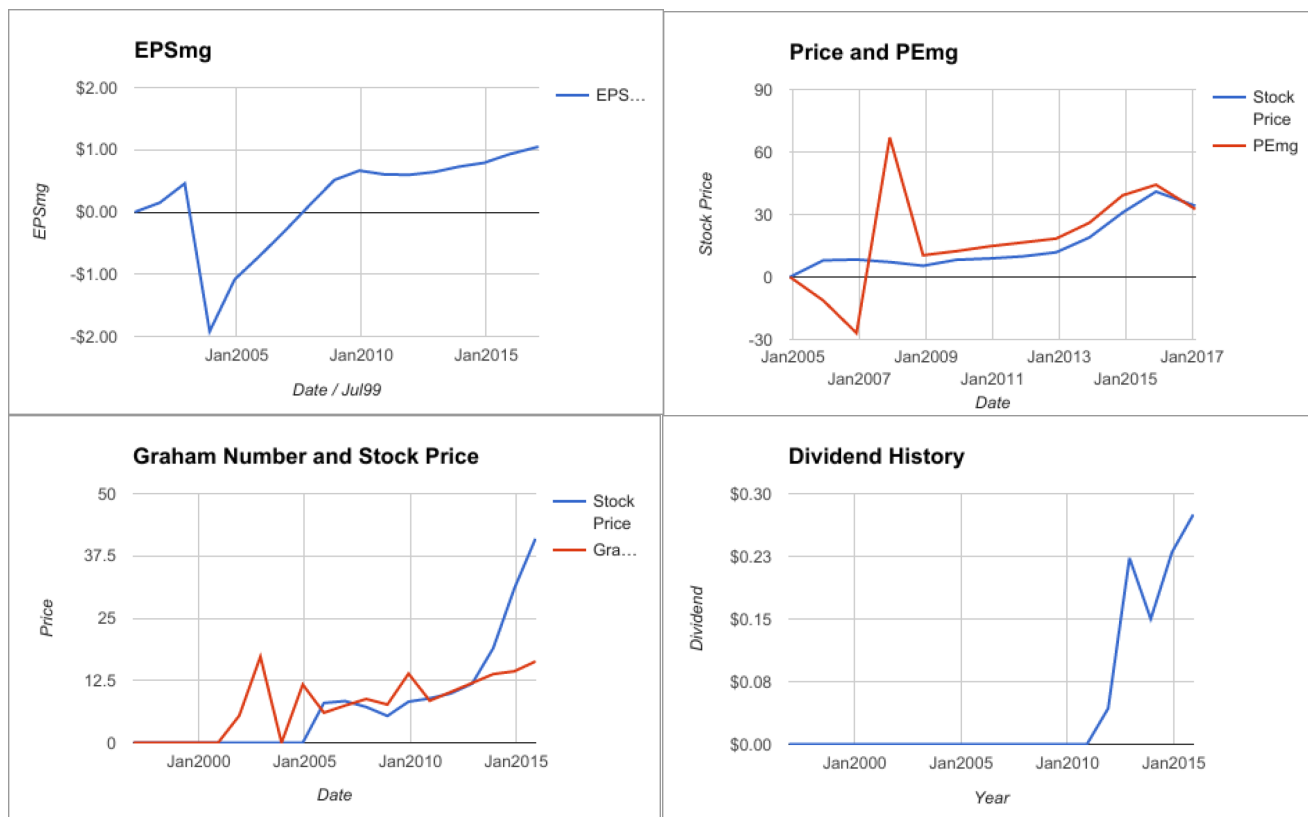 EPSmg
$2.00
$1.00
$0.00
-$1.00
-$2.00
EPSmg
Jan2005
Jan2010
Jan2015
Date / Jul99
EPS…
Price and PEmg
90
60
30
0
-30
Stock Price
Jan2005
Jan2009
Jan2013
Jan2017
Jan2007
Jan2011
Jan2015
Date
Stock
Price
PEmg
Graham Number and Stock Price
50
37.5
25
12.5
0
Price
Jan2000
Jan2005
Jan2010
Jan2015
Date
Stock
Price
Gra…
Dividend History
$0.30
$0.23
$0.15
$0.08
$0.00
Dividend
Jan2000
Jan2005
Jan2010
Jan2015
Year